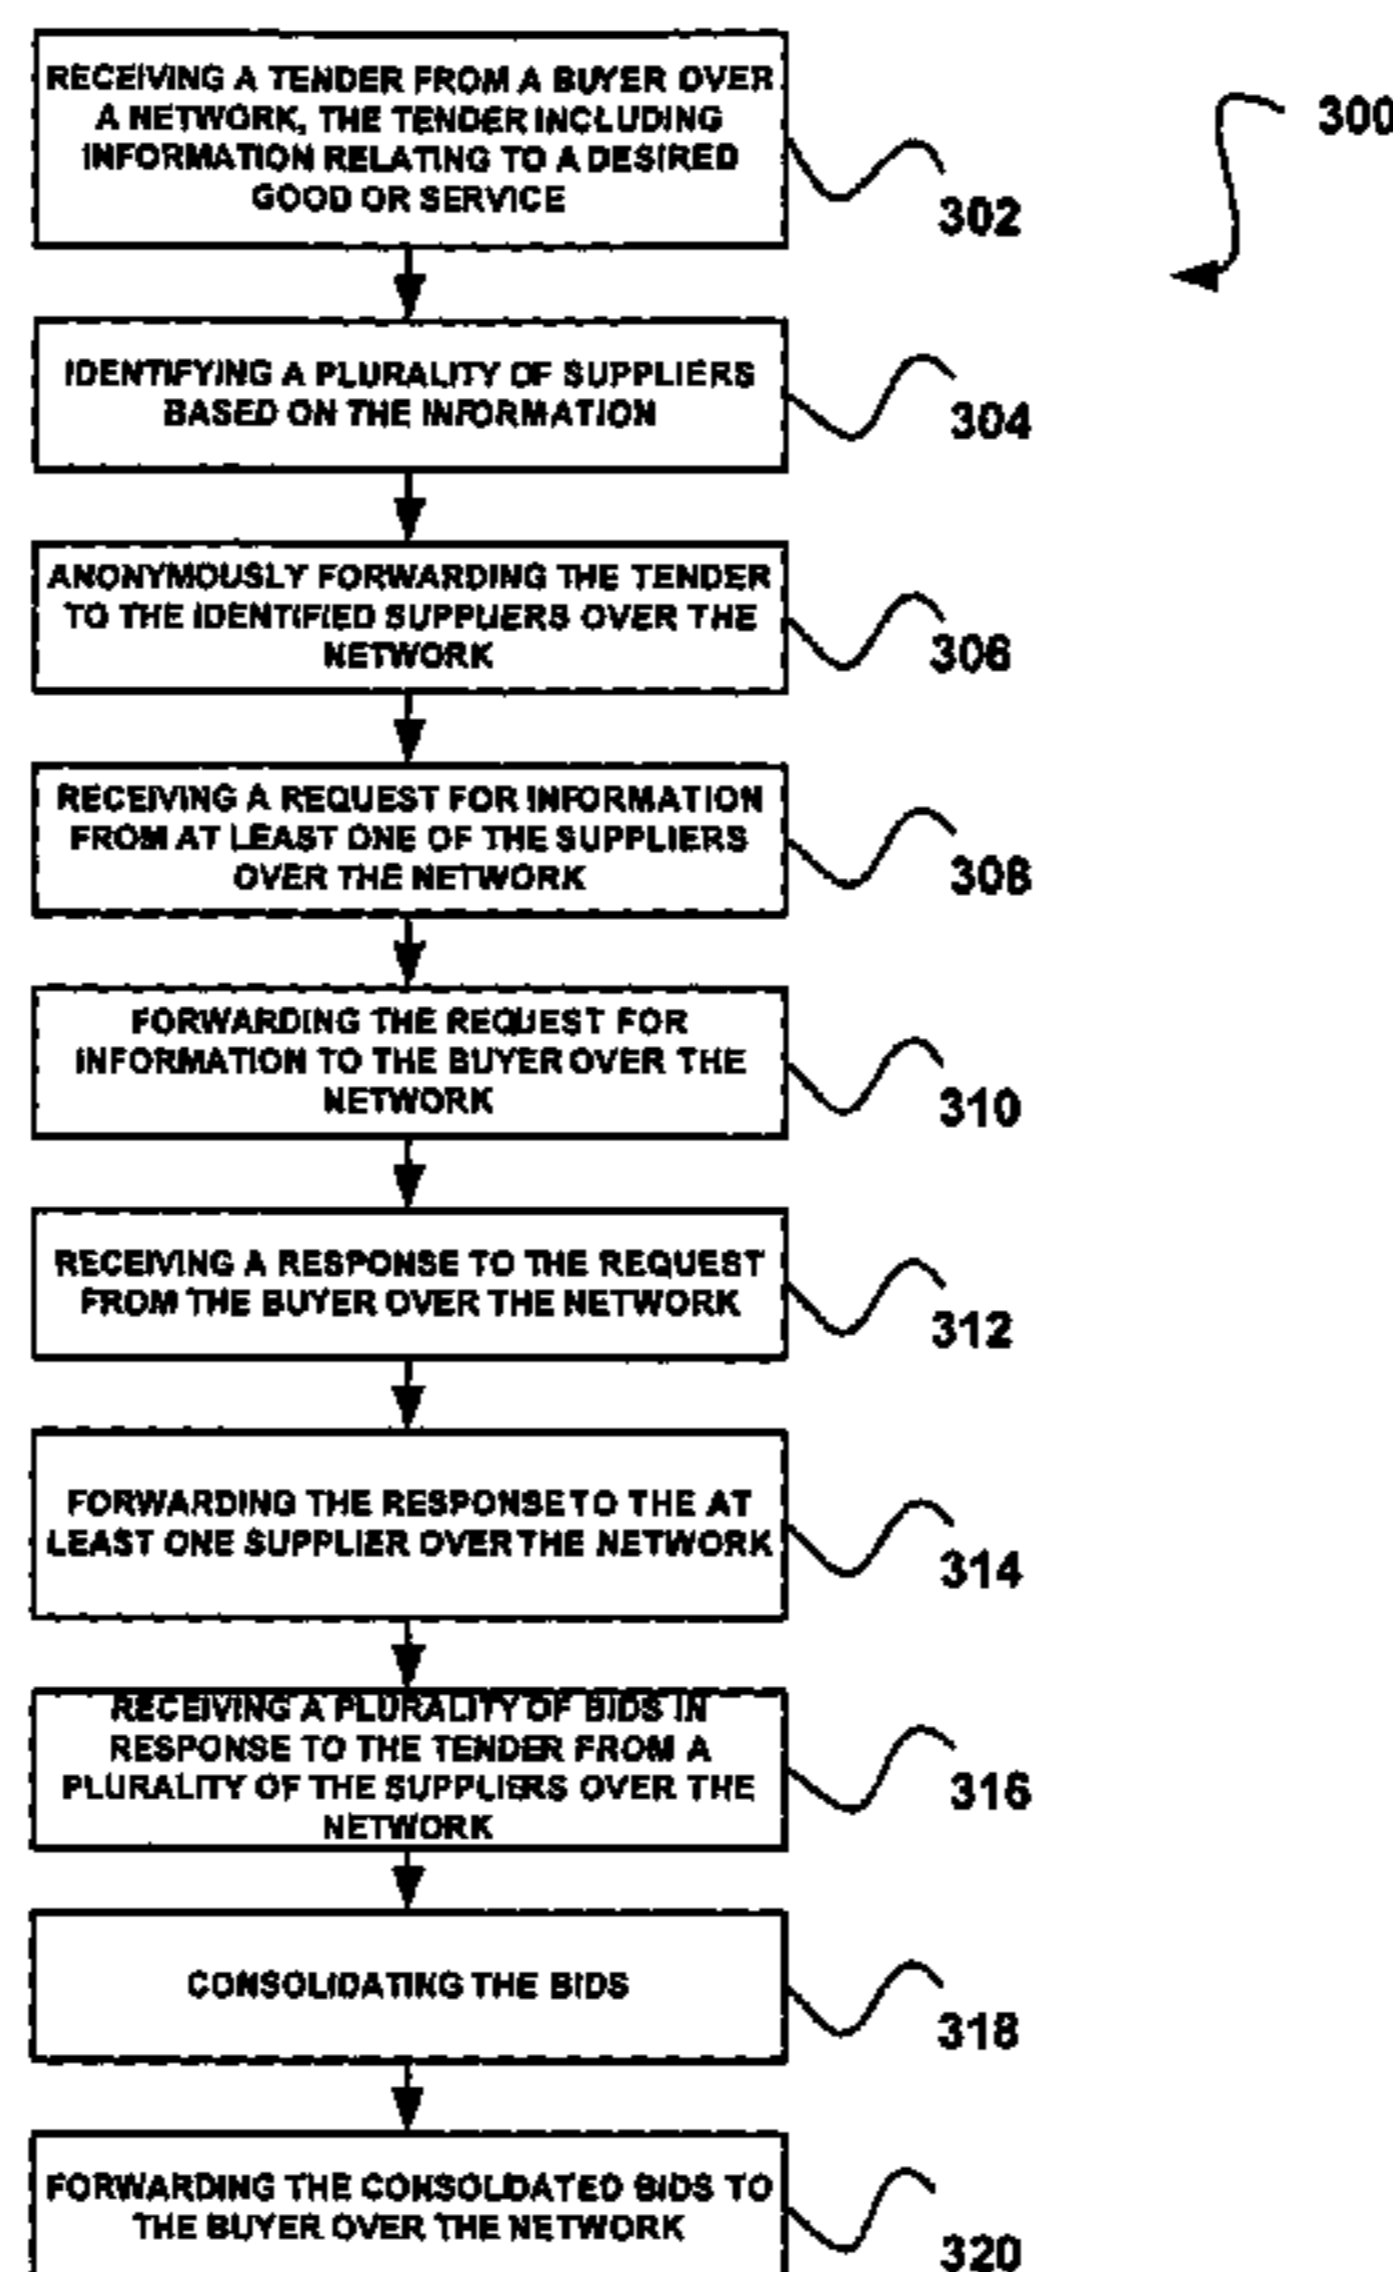 RECEIVING A TENDER FROM A BUYER OVER
A NETWORK, THE TENDER INCLUDING
INFORMATION RELATING TO A DESIRED
GOOD OR SERVICE
300
302
IDENTIFYING A PLURALITY OF SUPPLIERS
BASED ON THE INFORMATION
304
ANONYMOUSLY FORWARDING THE TENDER
TO THE IDENTIFIED SUPPLIERS OVER THE
NETWORK
306
RECEIVING A REQUEST FOR INFORMATION
FROM AT LEAST ONE OF THE SUPPLIERS
OVER THE NETWORK
308
FORWARDING THE REQUEST FOR
INFORMATION TO THE BUYER OVER THE
NETWORK
310
RECEIVING A RESPONSE TO THE REQUEST
FROM THE BUYER OVER THE NETWORK
312
FORWARDING THE RESPONSE TO THE AT
LEAST ONE SUPPLIER OVER THE NETWORK
314
RECEIVING A PLURALITY OF BIDS IN
RESPONSE TO THE TENDER FROM A
PLURALITY OF THE SUPPLIERS OVER THE
NETWORK
316
CONSOLIDATING THE BIDS
318
FORWARDING THE CONSOLIDATED BIDS TO
THE BUYER OVER THE NETWORK
320